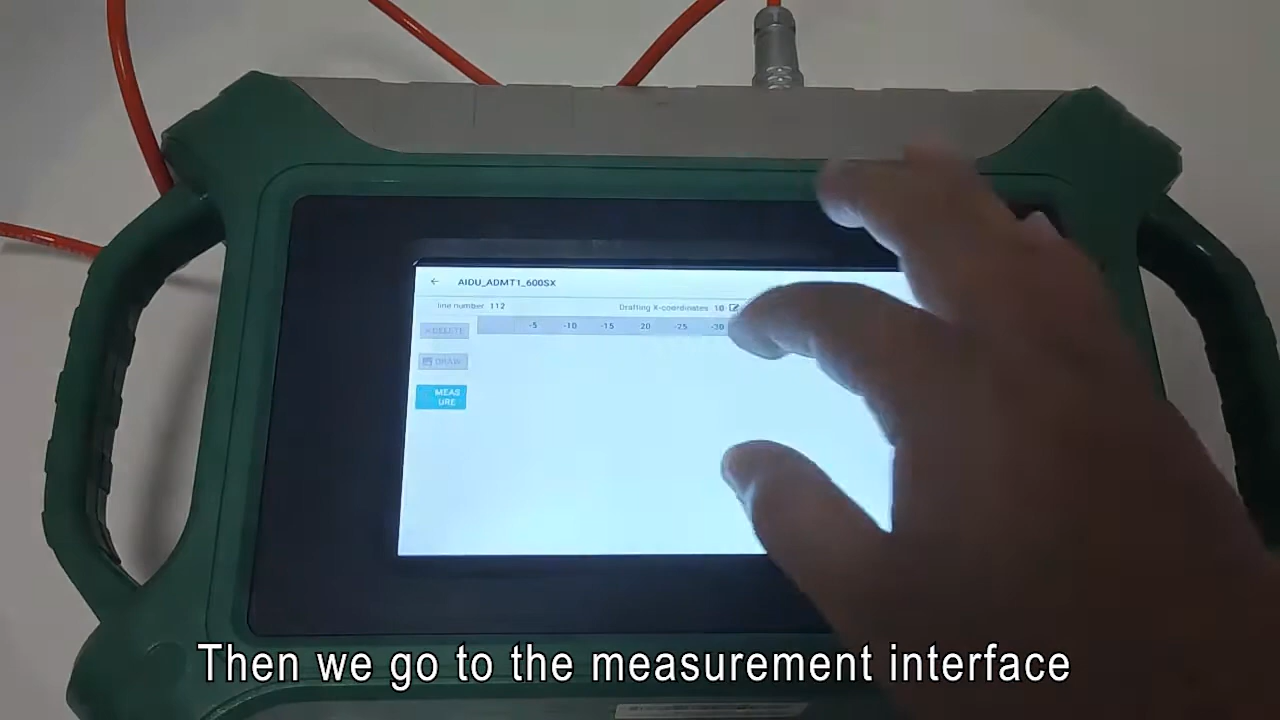 ← AIDU_ADMT1_600SX
line number 112 Drafting X-coordinates 10
×DELETE -5 -10 -15 20 -25 -30
DRAW
MEAS
URE
Then we go to the measurement interface